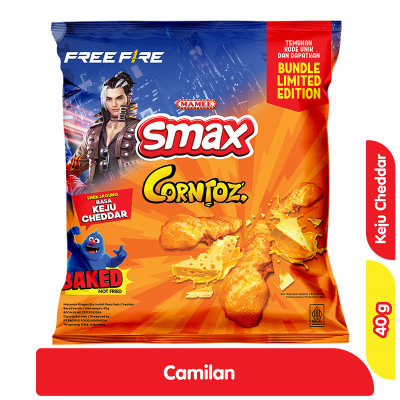 FREE FIRE
TEMUKAN
KODE UNIK
DAN DAPATKAN
BUNDLE
LIMITED
EDITION
MAMEE
Smax
CORNTOZ.
SNEK JAGUNG
RASA
KEJU
CHEDDAR
BAKED
NOT FRIED
Keju Cheddar
40 g
Camilan